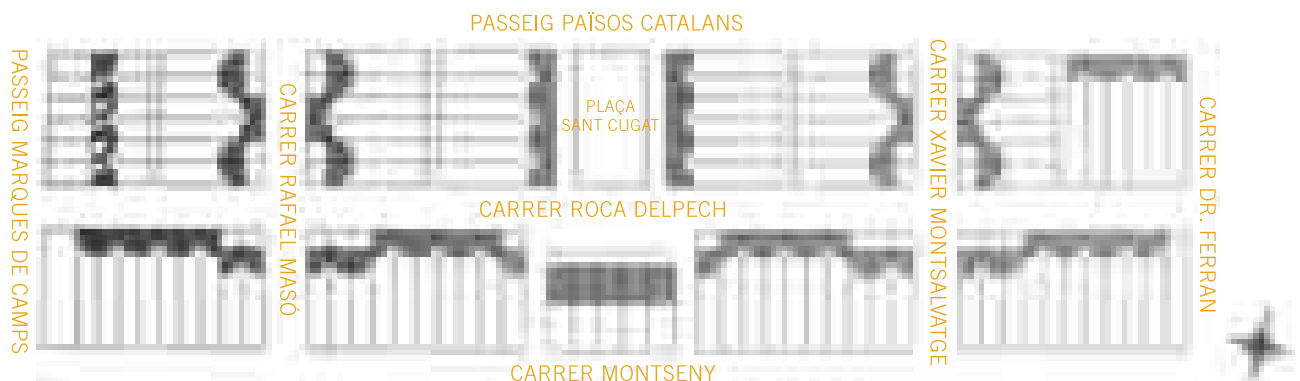 PASSEIG PAÏSOS CATALANS
PASSEIG MARQUES DE CAMPS
CARRER RAFAEL MASÓ
PLAÇA
SANT CUGAT
CARRER XAVIER MONTSALVATGE
CARRER DR. FERRAN
CARRER ROCA DELPECH
CARRER MONTSENY